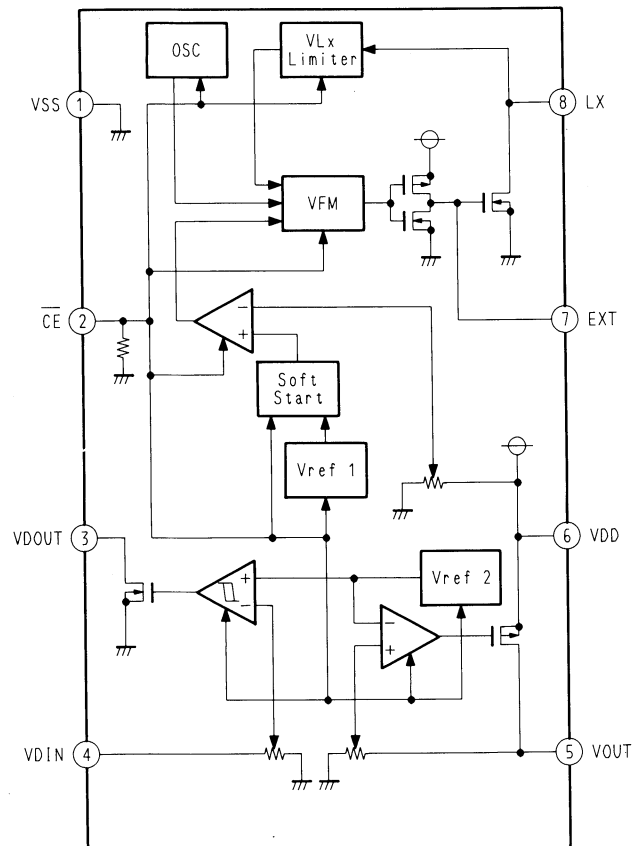 OSC
VLx
Limiter
VSS 1
8 LX
VFM
CE 2
7 EXT
−
+
Soft
Start
Vref 1
VDOUT 3
6 VDD
+
−
Vref 2
−
+
VDIN 4
5 VOUT